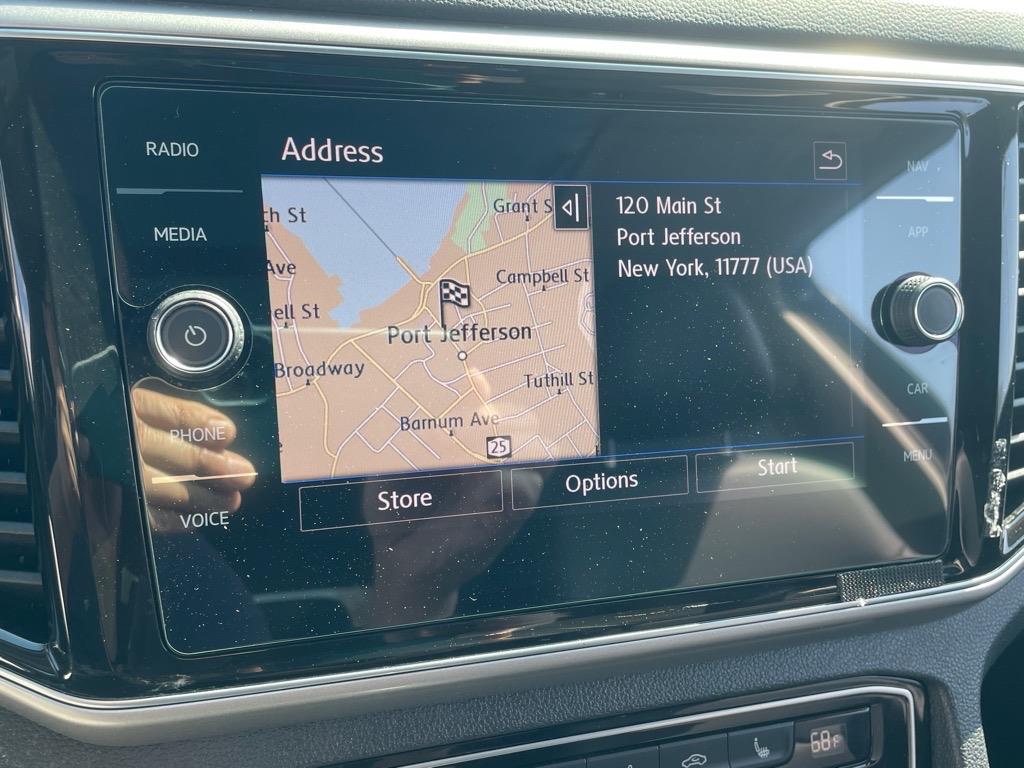 RADIO
MEDIA
PHONE
VOICE
Address
Grant S
ch St
Ave
Campbell St
ell St
Port Jefferson
Broadway
Tuthill St
Barnum Ave
25
120 Main St
Port Jefferson
New York, 11777 (USA)
Store
Options
Start
NAV
APP
CAR
MENU
68°F